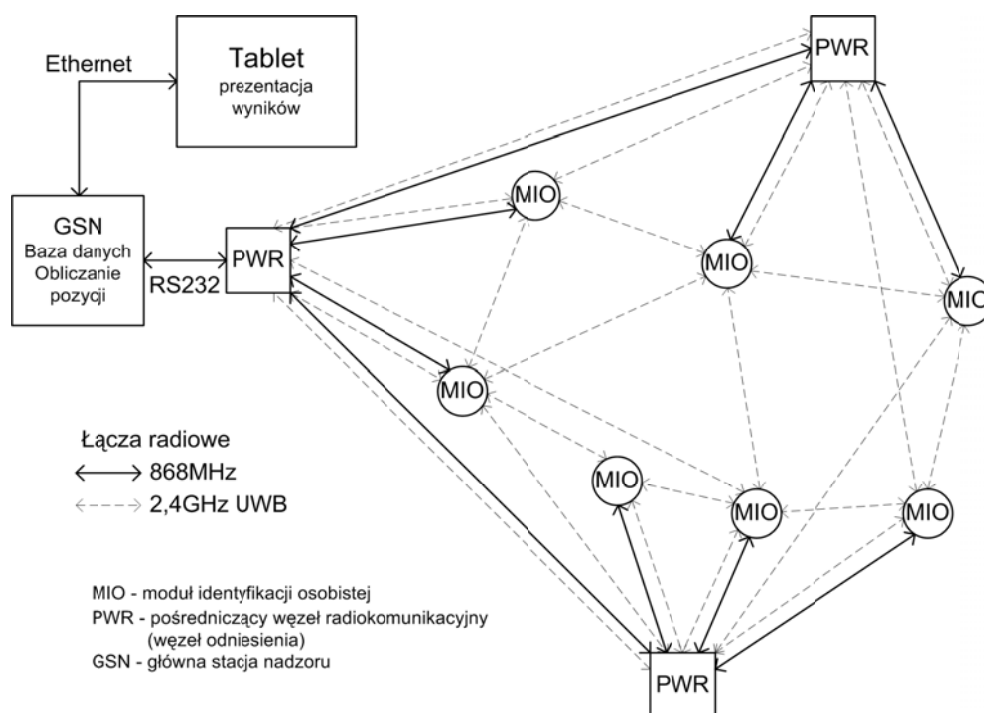 Ethernet
Tablet
prezentacja
wyników
PWR
GSN
Baza danych
Obliczanie
pozycji
RS232
PWR
MIO
MIO
MIO
MIO
MIO
MIO
MIO
PWR
Łącza radiowe
868MHz
2,4GHz UWB
MIO - moduł identyfikacji osobistej
PWR - pośredniczący węzeł radiokomunikacyjny
(węzeł odniesienia)
GSN - główna stacja nadzoru